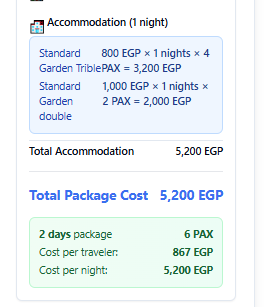 Accommodation (1 night)
Standard 800 EGP × 1 nights × 4
Garden Trible PAX = 3,200 EGP
Standard 1,000 EGP × 1 nights ×
Garden 2 PAX = 2,000 EGP
double
Total Accommodation 5,200 EGP
Total Package Cost 5,200 EGP
2 days package 6 PAX
Cost per traveler: 867 EGP
Cost per night: 5,200 EGP